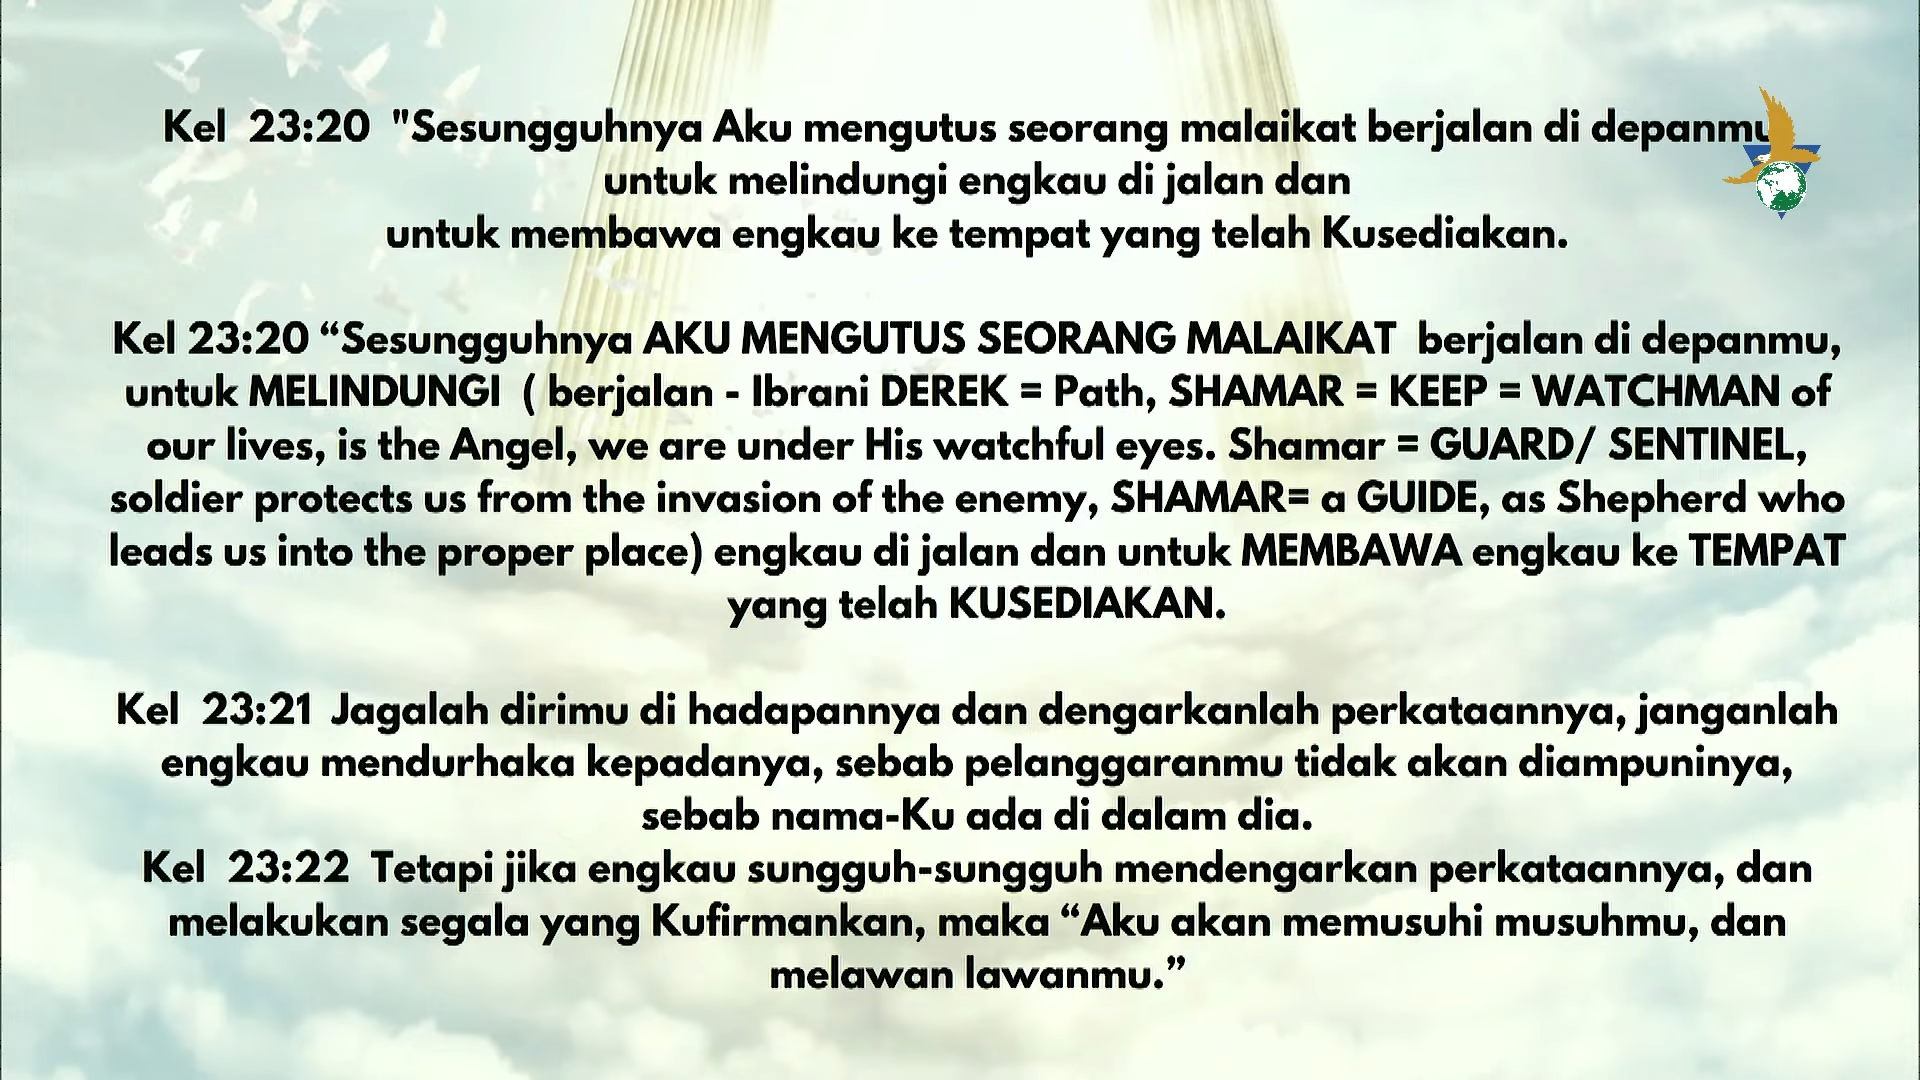 Kel 23:20 "Sesungguhnya Aku mengutus seorang malaikat berjalan di depanmu
untuk melindungi engkau di jalan dan
untuk membawa engkau ke tempat yang telah Kusediakan.
Kel 23:20 “Sesungguhnya AKU MENGUTUS SEORANG MALAIKAT berjalan di depanmu,
untuk MELINDUNGI ( berjalan - Ibrani DEREK = Path, SHAMAR = KEEP = WATCHMAN of
our lives, is the Angel, we are under His watchful eyes. Shamar = GUARD/ SENTINEL,
soldier protects us from the invasion of the enemy, SHAMAR= a GUIDE, as Shepherd who
leads us into the proper place) engkau di jalan dan untuk MEMBAWA engkau ke TEMPAT
yang telah KUSEDIAKAN.
Kel 23:21 Jagalah dirimu di hadapannya dan dengarkanlah perkataannya, janganlah
engkau mendurhaka kepadanya, sebab pelanggaranmu tidak akan diampuninya,
sebab nama-Ku ada di dalam dia.
Kel 23:22 Tetapi jika engkau sungguh-sungguh mendengarkan perkataannya, dan
melakukan segala yang Kufirmankan, maka “Aku akan memusuhi musuhmu, dan
melawan lawanmu.”